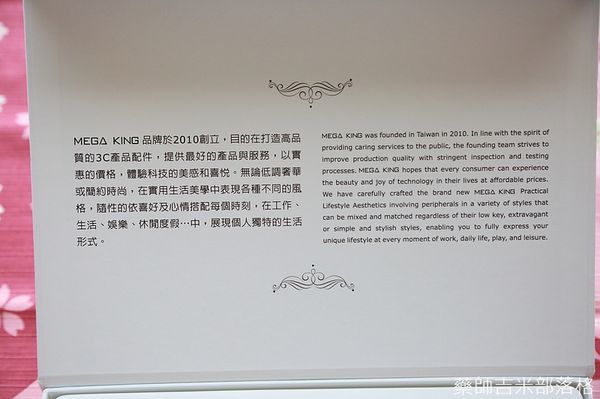 MEGA KING 品牌於2010創立，目的在打造高品
質的3C產品配件，提供最好的產品與服務，以實
惠的價格，體驗科技的美感和喜悅。無論低調奢華
或簡約時尚，在實用生活美學中表現各種不同的風
格，隨性的依喜好及心情搭配每個時刻，在工作、
生活、娛樂、休閒度假…中，展現個人獨特的生活
形式。
MEGA KING was founded in Taiwan in 2010. In line with the spirit of
providing caring services to the public, the founding team strives to
improve production quality with stringent inspection and testing
processes. MEGA KING hopes that every consumer can experience
the beauty and joy of technology in their lives at affordable prices.
We have carefully crafted the brand new MEGA KING Practical
Lifestyle Aesthetics involving peripherals in a variety of styles that
can be mixed and matched regardless of their low key, extravagant
or simple and stylish styles, enabling you to fully express your
unique lifestyle at every moment of work, daily life, play, and leisure.
藥師吉米部落格